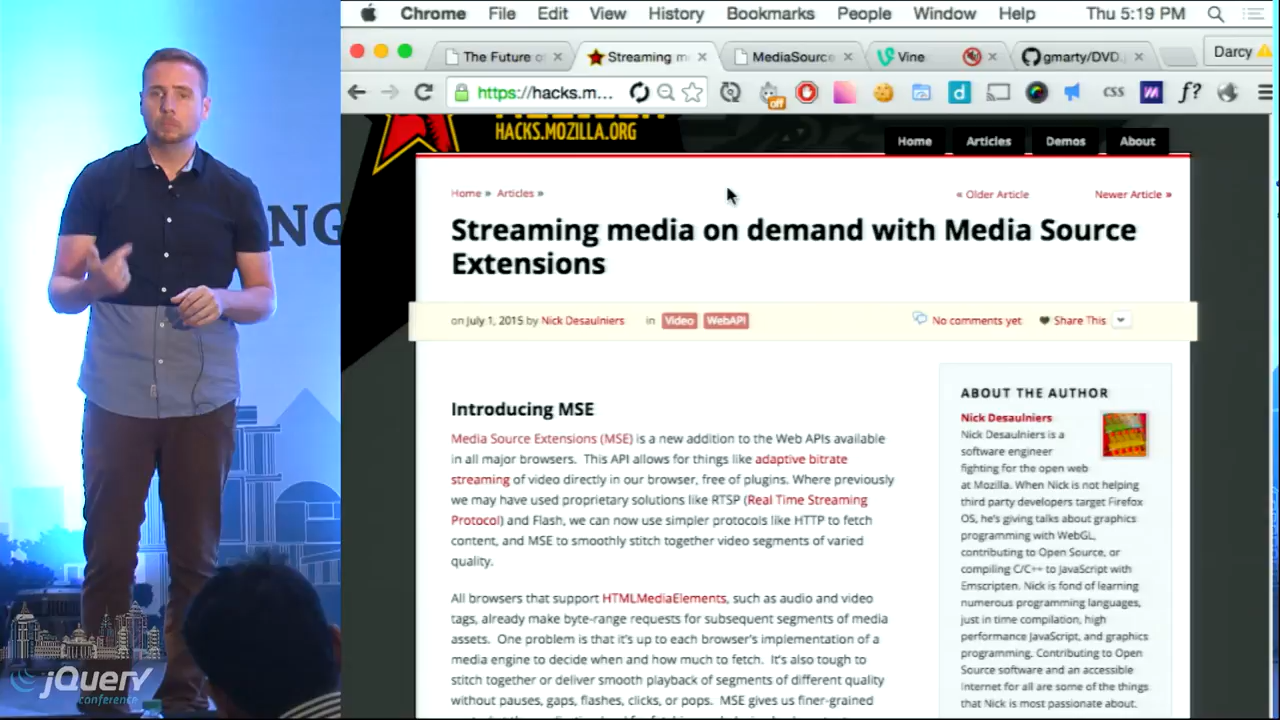 Chrome File Edit View History Bookmarks People Window Help Thu 5:19 PM
The Future o Streaming m MediaSource Vine gmarty/DVD. Darcy
https://hacks.m... off d CSS f?
HACKS.MOZILLA.ORG
Home Articles Demos About
Home » Articles »
« Older Article Newer Article »
Streaming media on demand with Media Source
Extensions
on July 1, 2015 by Nick Desaulniers in Video WebAPI No comments yet Share This
Introducing MSE
Media Source Extensions (MSE) is a new addition to the Web APIs available
in all major browsers. This API allows for things like adaptive bitrate
streaming of video directly in our browser, free of plugins. Where previously
we may have used proprietary solutions like RTSP (Real Time Streaming
Protocol) and Flash, we can now use simpler protocols like HTTP to fetch
content, and MSE to smoothly stitch together video segments of varied
quality.
All browsers that support HTMLMediaElements, such as audio and video
tags, already make byte-range requests for subsequent segments of media
assets. One problem is that it's up to each browser's implementation of a
media engine to decide when and how much to fetch. It's also tough to
stitch together or deliver smooth playback of segments of different quality
without pauses, gaps, flashes, clicks, or pops. MSE gives us finer-grained
ABOUT THE AUTHOR
Nick Desaulniers
Nick Desaulniers is a
software engineer
fighting for the open web
at Mozilla. When Nick is not helping
third party developers target Firefox
OS, he's giving talks about graphics
programming with WebGL,
contributing to Open Source, or
compiling C/C++ to JavaScript with
Emscripten. Nick is fond of learning
numerous programming languages,
just in time compilation, high
performance JavaScript, and graphics
programming. Contributing to Open
Source software and an accessible
Internet for all are some of the things
that Nick is most passionate about.
NG
jQuery
conference